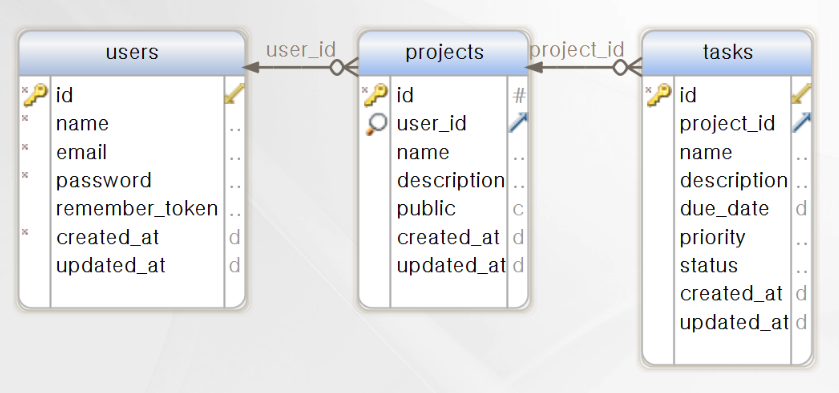 users
user_id
projects
project_id
tasks
id
name
email
password
remember_token
created_at
updated_at
id #
user_id
name
description
public c
created_at d
updated_at d
id
project_id
name
description
due_date d
priority
status
created_at d
updated_at d